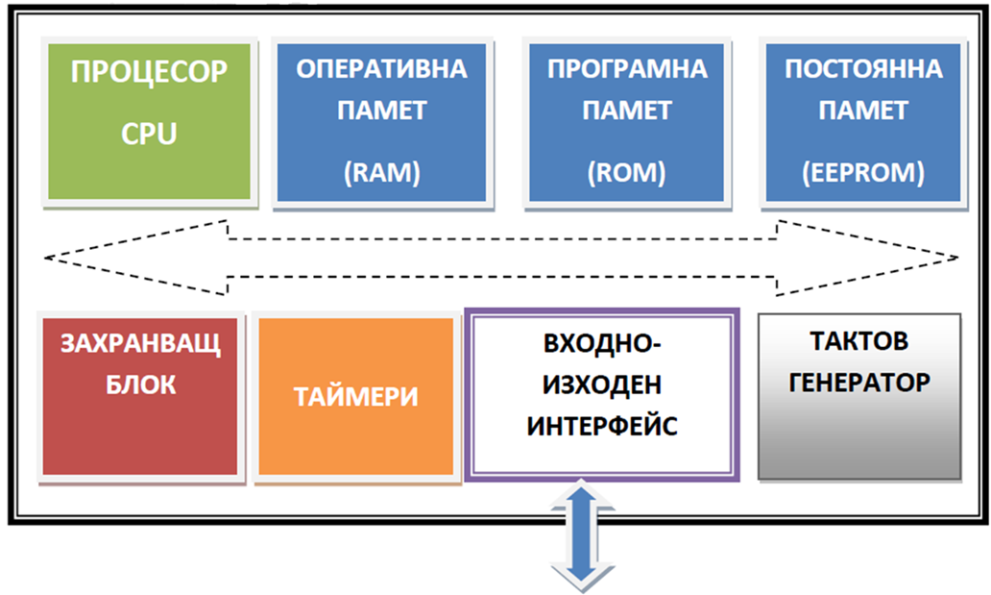 ПРОЦЕСОР
CPU
ОПЕРАТИВНА
ПАМЕТ
(RAM)
ПРОГРАМНА
ПАМЕТ
(ROM)
ПОСТОЯННА
ПАМЕТ
(EEPROM)
ЗАХРАНВАЩ
БЛОК
ТАЙМЕРИ
ВХОДНО-
ИЗХОДЕН
ИНТЕРФЕЙС
ТАКТОВ
ГЕНЕРАТОР